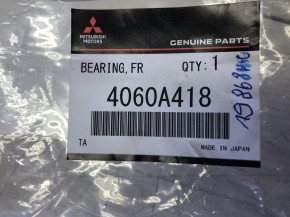 MITSUBISHI
MOTORS
GENUINE PARTS
BEARING, FR QTY: 1
4060A418
TA MADE IN JAPAN